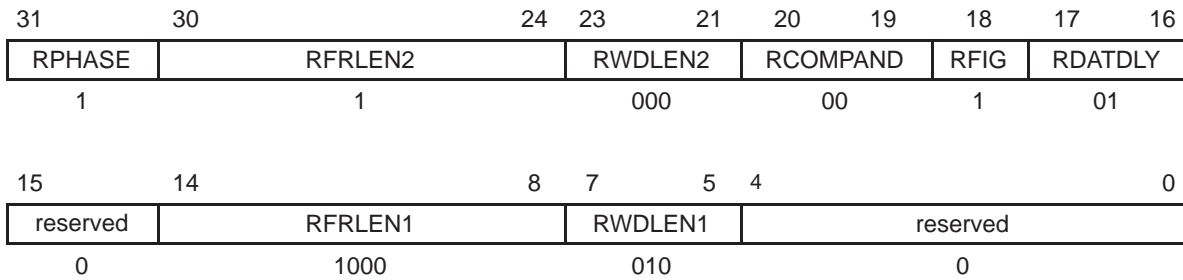 31 30 24 23 21 20 19 18 17 16
RPHASE RFRLEN2 RWDLEN2 RCOMPAND RFIG RDATDLY
1 1 000 00 1 01
15 14 8 7 5 4 0
reserved RFRLEN1 RWDLEN1 reserved
0 1000 010 0